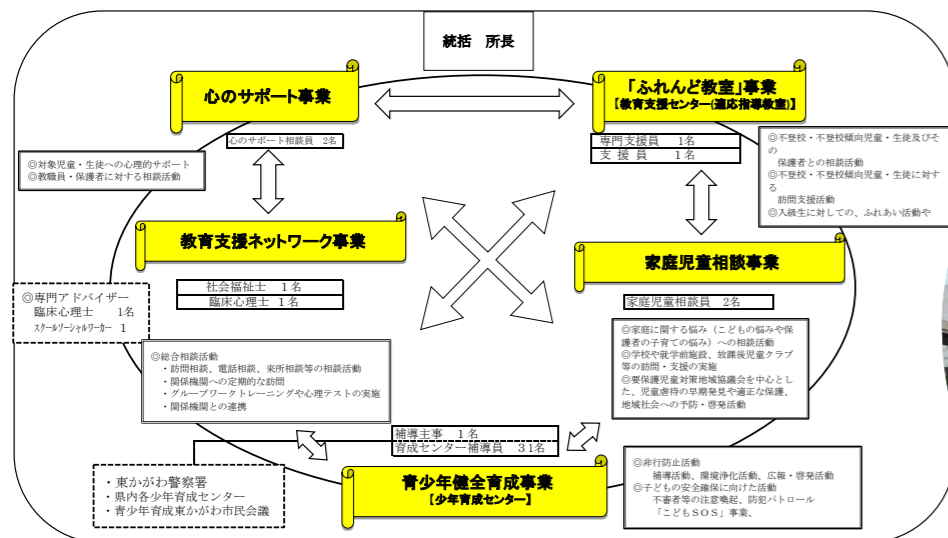 統括　所長
心のサポート事業
「ふれんど教室」事業
【教育支援センター(適応指導教室)】
心のサポート相談員　2名
専門支援員　　1名
支　援　員　　1名
◎対象児童・生徒への心理的サポート
◎教職員・保護者に対する相談活動
◎不登校・不登校傾向児童・生徒及びその
保護者との相談活動
◎不登校・不登校傾向児童・生徒に対する
訪問支援活動
◎入級生に対しての、ふれあい活動や
教育支援ネットワーク事業
家庭児童相談事業
社会福祉士　1名
臨床心理士　1名
家庭児童相談員　2名
◎専門アドバイザー
臨床心理士　　1名
スクールソーシャルワーカー　1
◎総合相談活動
・訪問相談、電話相談、来所相談等の相談活動
・関係機関への定期的な訪問
・グループワークトレーニングや心理テストの実施
・関係機関との連携
◎家庭に関する悩み（こどもの悩みや保
護者の子育ての悩み）への相談活動
◎学校や就学前施設、放課後児童クラブ
等の訪問・支援の実施
◎要保護児童対策地域協議会を中心とし
た、児童虐待の早期発見や適正な保護、
地域社会への予防・啓発活動
補導主事　1名
育成センター補導員　31名
青少年健全育成事業
【少年育成センター】
・東かがわ警察署
・県内各少年育成センター
・青少年育成東かがわ市民会議
◎非行防止活動
補導活動、環境浄化活動、広報・啓発活動
◎子どもの安全確保に向けた活動
不審者等の注意喚起、防犯パトロール
「こどもＳＯＳ」事業、